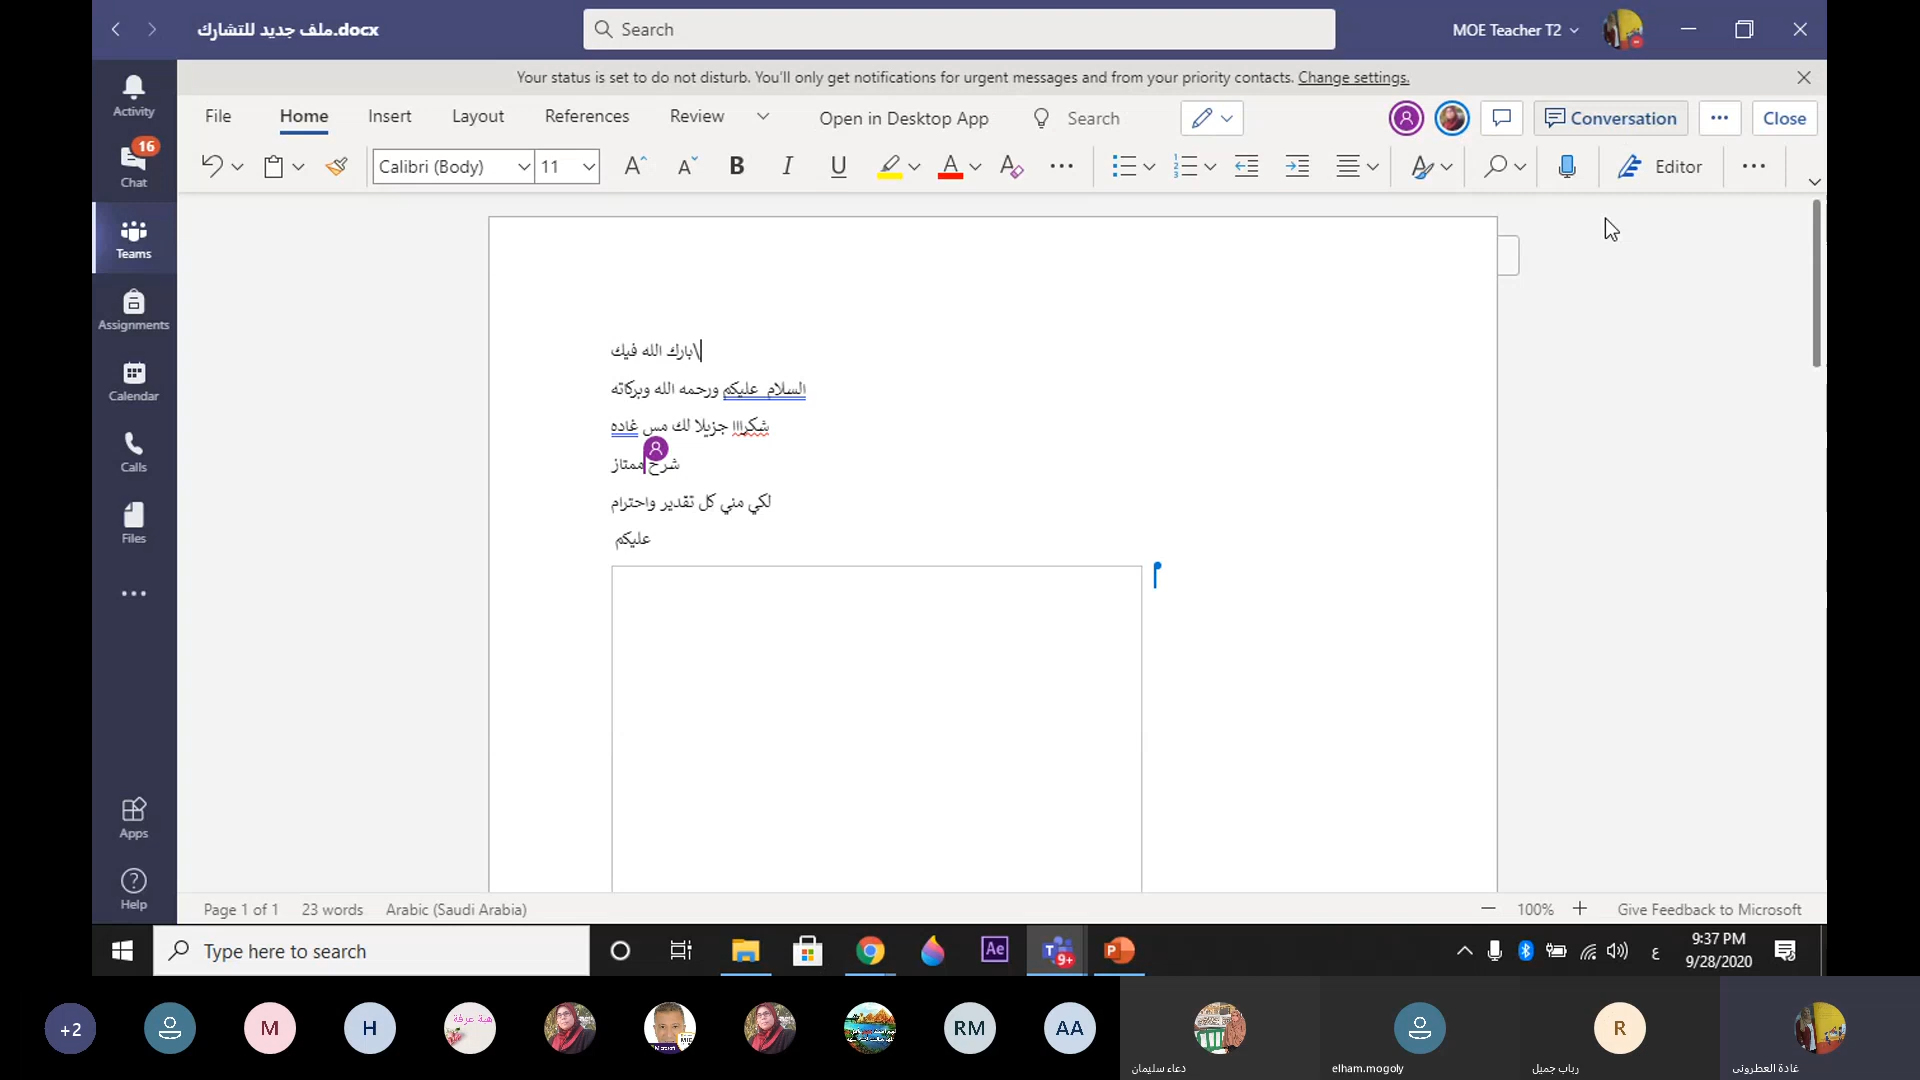 ملف جديد للتشارك.docx
Search
MOE Teacher T2
Your status is set to do not disturb. You'll only get notifications for urgent messages and from your priority contacts. Change settings.
File Home Insert Layout References Review Open in Desktop App Search Conversation Close
Calibri (Body) 11 Editor
Activity
16
Chat
Teams
Assignments
Calendar
Calls
Files
Apps
Help
\بارك الله فيك
السلام عليكم ورحمه الله وبركاته
شكرااا جزيلا لك مس غاده
شرح ممتاز
لكي مني كل تقدير واحترام
عليكم
Page 1 of 1 23 words Arabic (Saudi Arabia) 100% Give Feedback to Microsoft
Type here to search
Ae
9+
ع
9:37 PM
9/28/2020
+2 M H هبة عرفة RM AA R
دعاء سليمان elham.mogoly رباب جميل غادة العطرونى